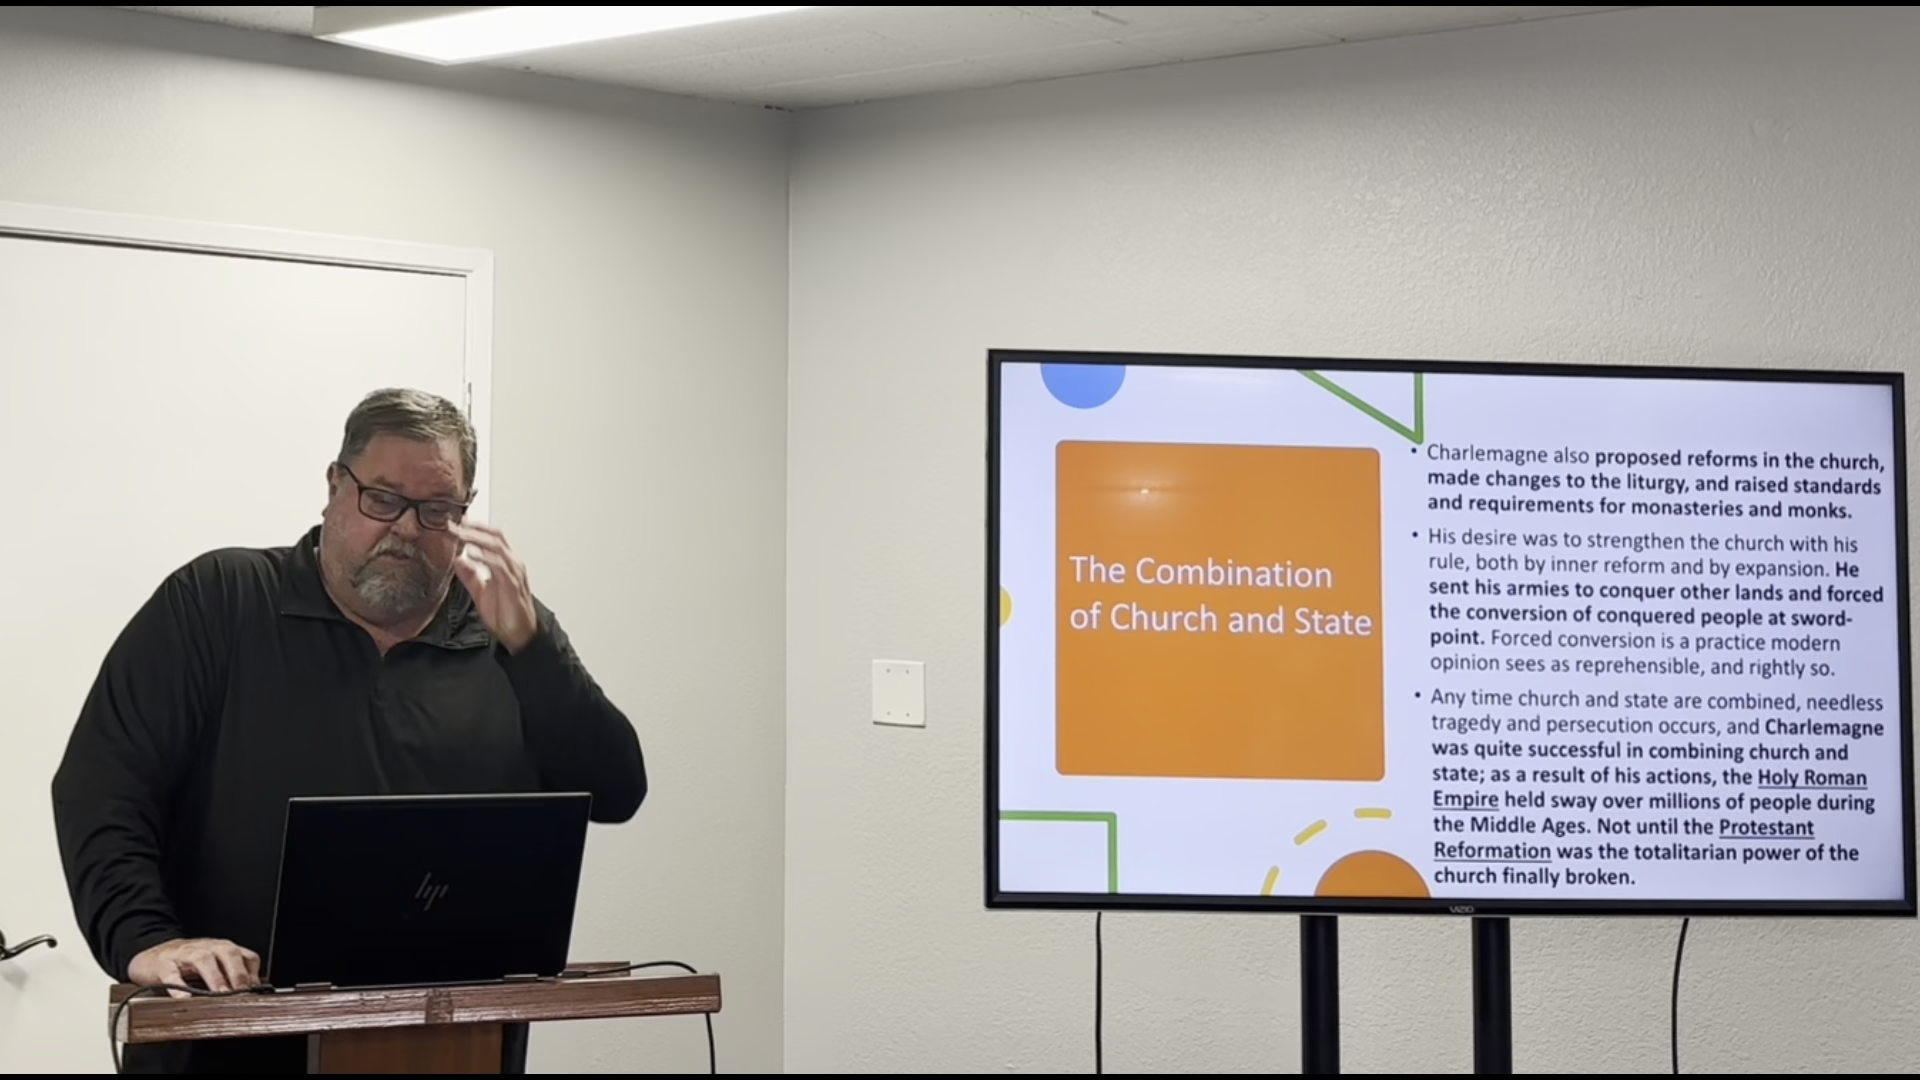 The Combination
of Church and State
• Charlemagne also proposed reforms in the church,
made changes to the liturgy, and raised standards
and requirements for monasteries and monks.
• His desire was to strengthen the church with his
rule, both by inner reform and by expansion. He
sent his armies to conquer other lands and forced
the conversion of conquered people at sword-
point. Forced conversion is a practice modern
opinion sees as reprehensible, and rightly so.
• Any time church and state are combined, needless
tragedy and persecution occurs, and Charlemagne
was quite successful in combining church and
state; as a result of his actions, the Holy Roman
Empire held sway over millions of people during
the Middle Ages. Not until the Protestant
Reformation was the totalitarian power of the
church finally broken.
VIZIO
hp